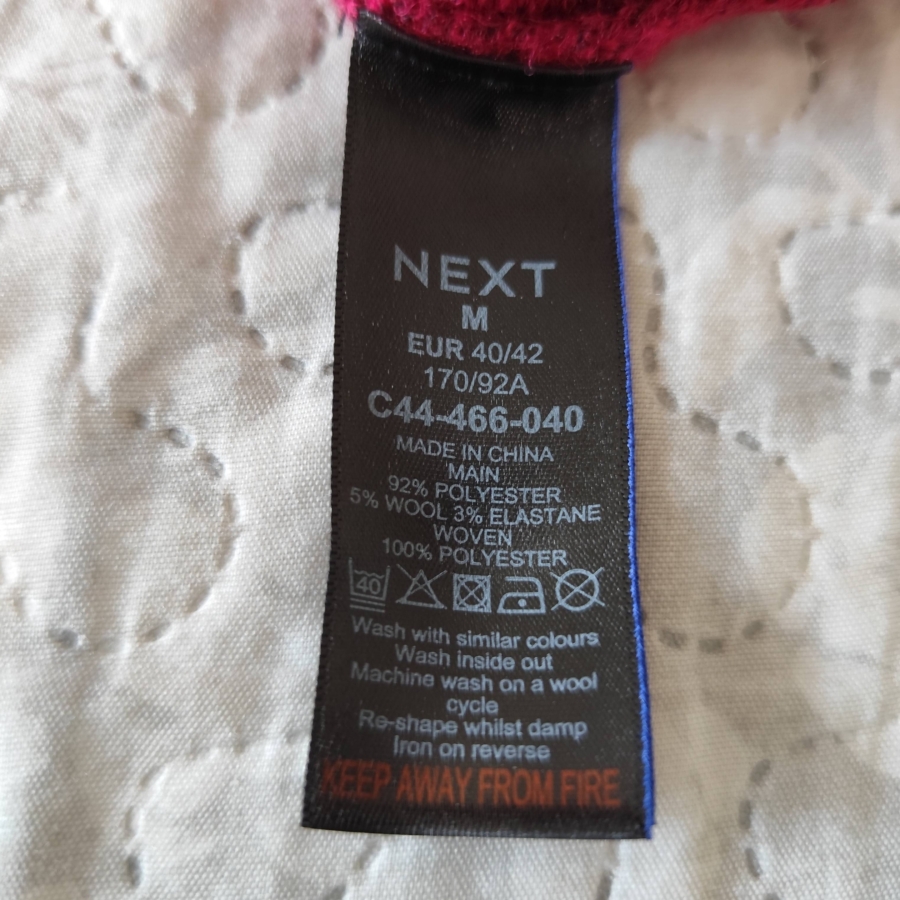 NEXT
M
EUR 40/42
170/92A
C44-466-040
MADE IN CHINA
MAIN
92% POLYESTER
5% WOOL 3% ELASTANE
WOVEN
100% POLYESTER
40
Wash with similar colours
Wash inside out
Machine wash on a wool
cycle
Re-shape whilst damp
Iron on reverse
KEEP AWAY FROM FIRE